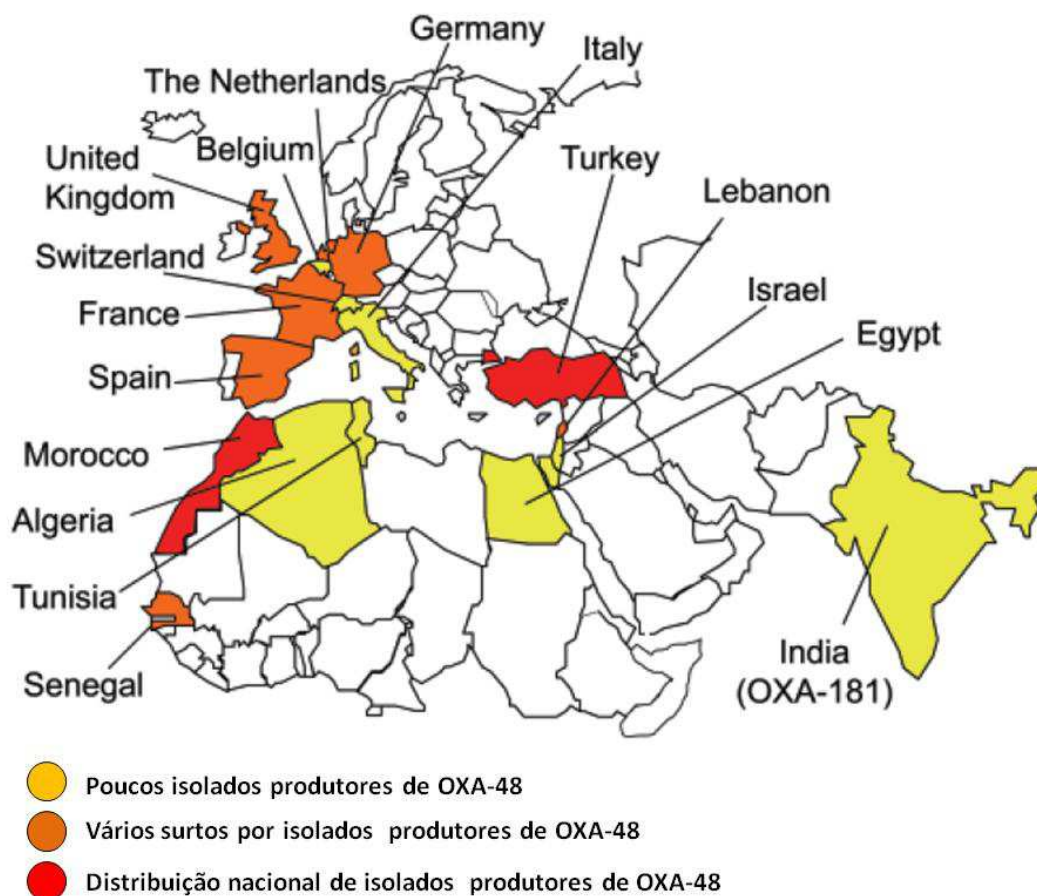 Germany
Italy
The Netherlands
Belgium
United
Kingdom
Turkey
Lebanon
Switzerland
Israel
France
Egypt
Spain
Morocco
Algeria
Tunisia
Senegal
India
(OXA-181)
Poucos isolados produtores de OXA-48
Vários surtos por isolados produtores de OXA-48
Distribuição nacional de isolados produtores de OXA-48